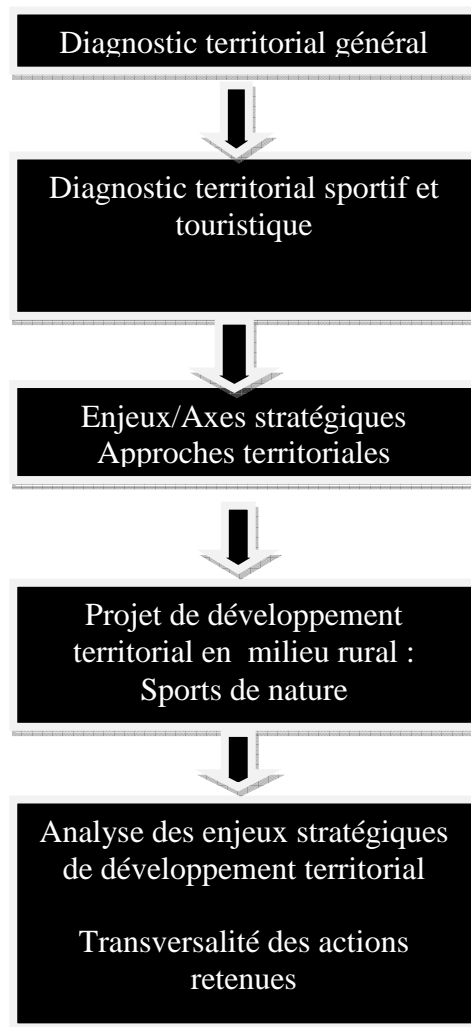 Diagnostic territorial général
Diagnostic territorial sportif et
touristique
Enjeux/Axes stratégiques
Approches territoriales
Projet de développement
territorial en milieu rural :
Sports de nature
Analyse des enjeux stratégiques
de développement territorial
Transversalité des actions
retenues